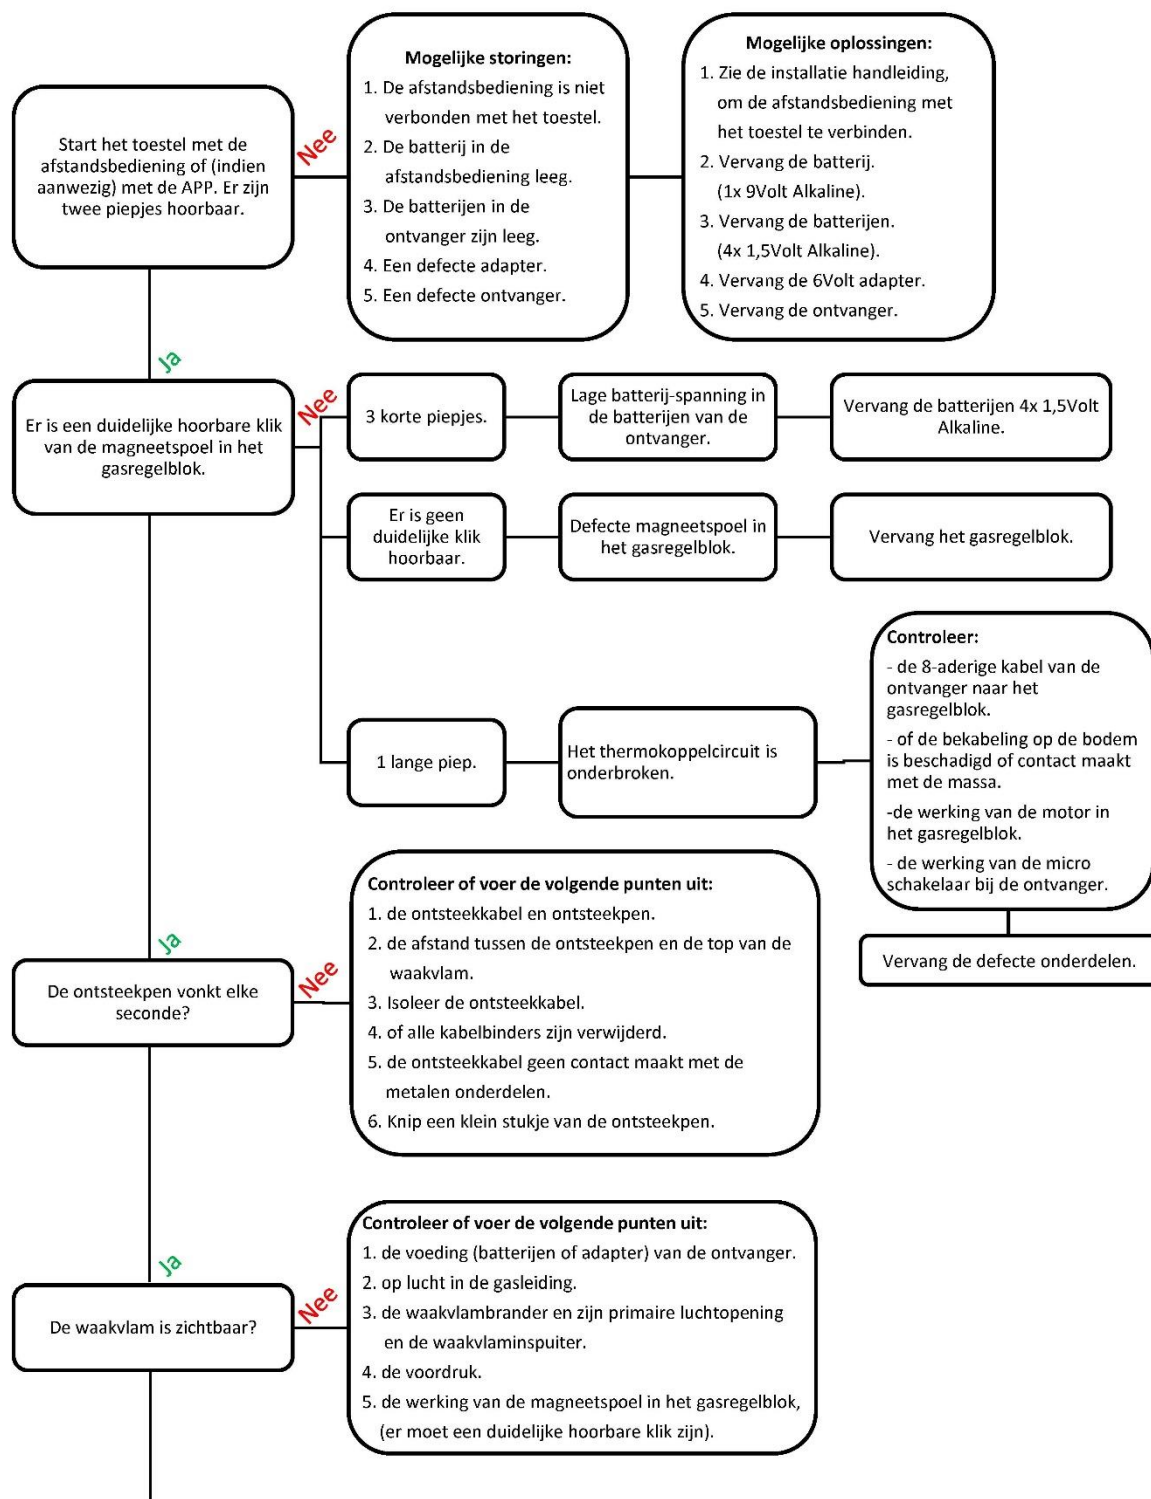 Start het toestel met de
afstandsbediening of (indien
aanwezig) met de APP. Er zijn
twee piepjes hoorbaar.
Nee
Mogelijke storingen:
1. De afstandsbediening is niet
verbonden met het toestel.
2. De batterij in de
afstandsbediening leeg.
3. De batterijen in de
ontvanger zijn leeg.
4. Een defecte adapter.
5. Een defecte ontvanger.
Mogelijke oplossingen:
1. Zie de installatie handleiding,
om de afstandsbediening met
het toestel te verbinden.
2. Vervang de batterij.
(1x 9Volt Alkaline).
3. Vervang de batterijen.
(4x 1,5Volt Alkaline).
4. Vervang de 6Volt adapter.
5. Vervang de ontvanger.
Ja
Er is een duidelijke hoorbare klik
van de magneetspoel in het
gasregelblok.
Nee
3 korte piepjes.
Lage batterij-spanning in
de batterijen van de
ontvanger.
Vervang de batterijen 4x 1,5Volt
Alkaline.
Er is geen
duidelijke klik
hoorbaar.
Defecte magneetspoel in
het gasregelblok.
Vervang het gasregelblok.
1 lange piep.
Het thermokoppelcircuit is
onderbroken.
Controleer:
- de 8-aderige kabel van de
ontvanger naar het
gasregelblok.
- of de bekabeling op de bodem
is beschadigd of contact maakt
met de massa.
-de werking van de motor in
het gasregelblok.
- de werking van de micro
schakelaar bij de ontvanger.
Vervang de defecte onderdelen.
Ja
De ontsteekpen vonkt elke
seconde?
Nee
Controleer of voer de volgende punten uit:
1. de ontsteekkabel en ontsteekpen.
2. de afstand tussen de ontsteekpen en de top van de
waakvlam.
3. Isoleer de ontsteekkabel.
4. of alle kabelbinders zijn verwijderd.
5. de ontsteekkabel geen contact maakt met de
metalen onderdelen.
6. Knip een klein stukje van de ontsteekpen.
Ja
De waakvlam is zichtbaar?
Nee
Controleer of voer de volgende punten uit:
1. de voeding (batterijen of adapter) van de ontvanger.
2. op lucht in de gasleiding.
3. de waakvlambrander en zijn primaire luchtopening
en de waakvlaminspuiter.
4. de voordruk.
5. de werking van de magneetspoel in het gasregelblok,
(er moet een duidelijke hoorbare klik zijn).